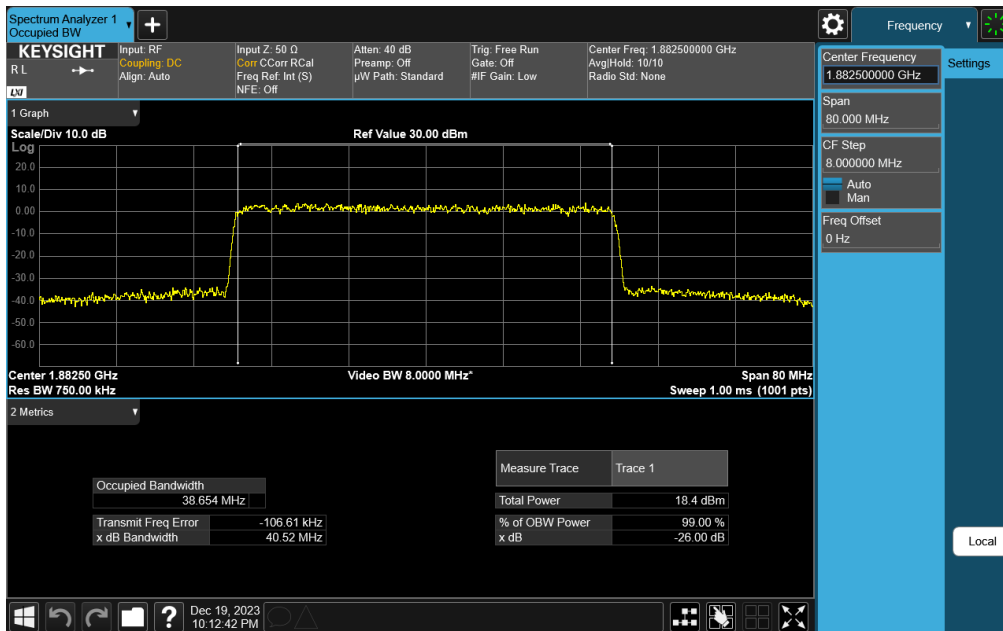 Spectrum Analyzer 1
Occupied BW
Frequency
KEYSIGHT
R L
LXI
Input: RF
Coupling: DC
Align: Auto
Input Z: 50 Ω
Corr CCorr RCal
Freq Ref: Int (S)
NFE: Off
Atten: 40 dB
Preamp: Off
µW Path: Standard
Trig: Free Run
Gate: Off
#IF Gain: Low
Center Freq: 1.882500000 GHz
Avg|Hold: 10/10
Radio Std: None
Center Frequency
1.882500000 GHz
Settings
Span
80.000 MHz
CF Step
8.000000 MHz
Auto
Man
Freq Offset
0 Hz
Local
1 Graph
Scale/Div 10.0 dB
Ref Value 30.00 dBm
Log
20.0
10.0
0.00
-10.0
-20.0
-30.0
-40.0
-50.0
-60.0
Center 1.88250 GHz
Video BW 8.0000 MHz*
Span 80 MHz
Res BW 750.00 kHz
Sweep 1.00 ms (1001 pts)
2 Metrics
Occupied Bandwidth
38.654 MHz
Transmit Freq Error -106.61 kHz
x dB Bandwidth 40.52 MHz
Measure Trace Trace 1
Total Power 18.4 dBm
% of OBW Power 99.00 %
x dB -26.00 dB
Dec 19, 2023
10:12:42 PM